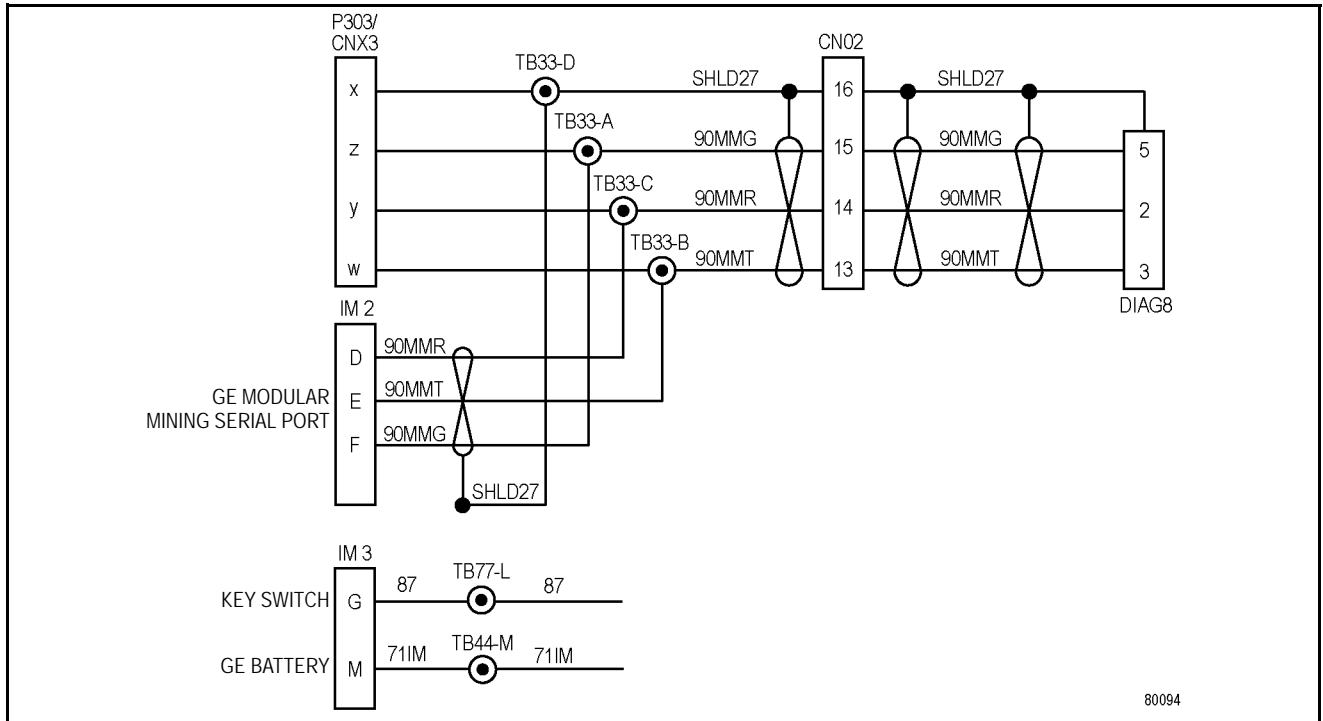 P303/
CNX3
CN02
TB33-D
X
SHLD27
16
SHLD27
TB33-A
Z
90MMG
15
90MMG
5
TB33-C
y
90MMR
14
90MMR
2
TB33-B
W
90MMT
13
90MMT
3
DIAG8
IM 2
D
90MMR
GE MODULAR
MINING SERIAL PORT
E
90MMT
F
90MMG
SHLD27
IM 3
KEY SWITCH
G
87
TB77-L
87
GE BATTERY
M
71IM
TB44-M
71IM
80094